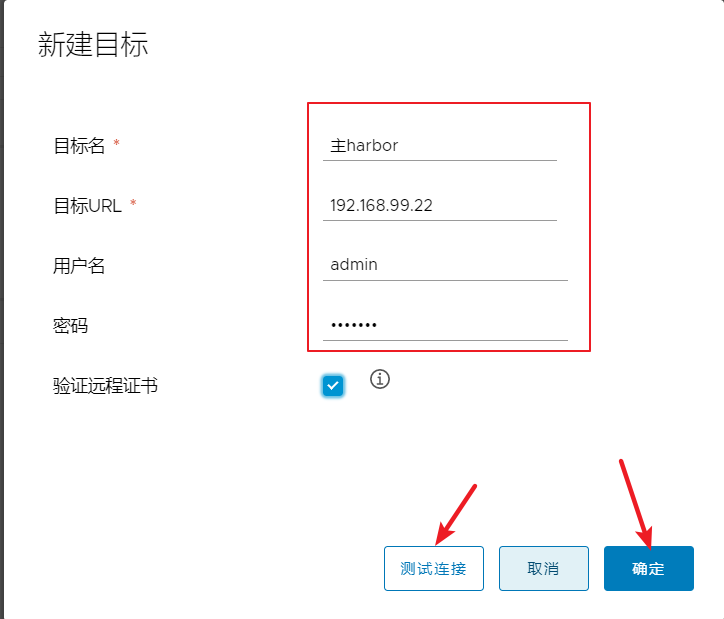 新建目标
目标名 * 主harbor
目标URL * 192.168.99.22
用户名 admin
密码 •••••••
验证远程证书
测试连接 取消 确定